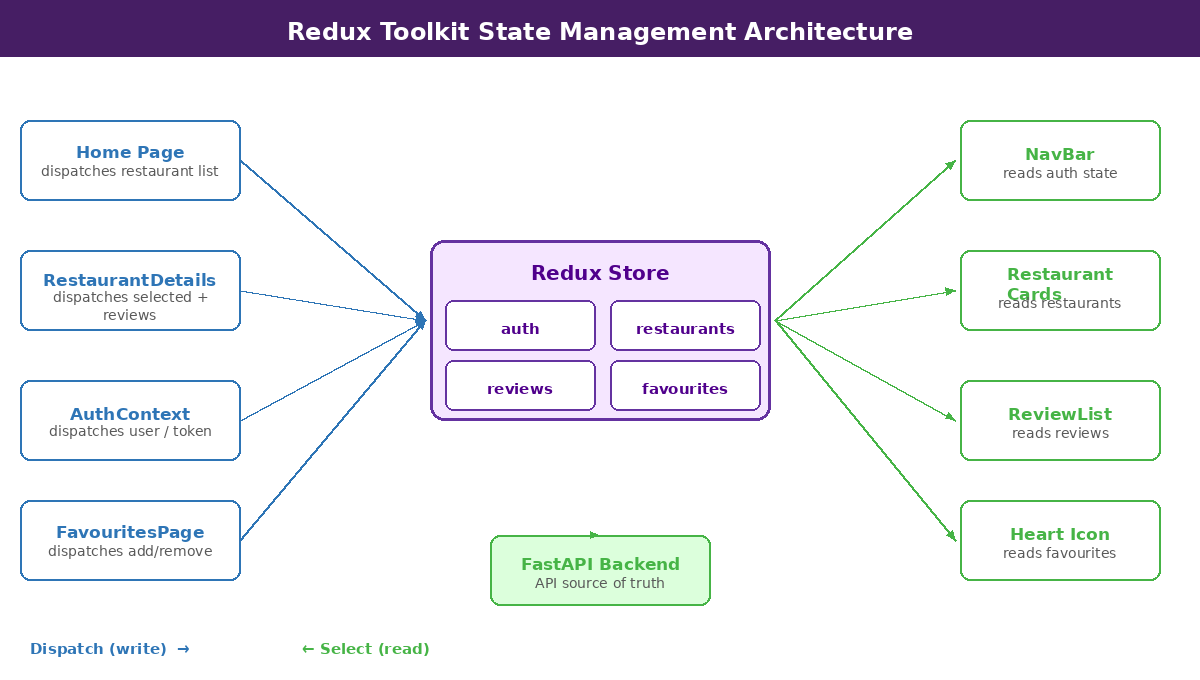 Redux Toolkit State Management Architecture
Home Page
dispatches restaurant list
RestaurantDetails
dispatches selected +
reviews
AuthContext
dispatches user / token
FavouritesPage
dispatches add/remove
Redux Store
auth
restaurants
reviews
favourites
FastAPI Backend
API source of truth
NavBar
reads auth state
Restaurant
Cards
reads restaurants
ReviewList
reads reviews
Heart Icon
reads favourites
Dispatch (write) →
← Select (read)